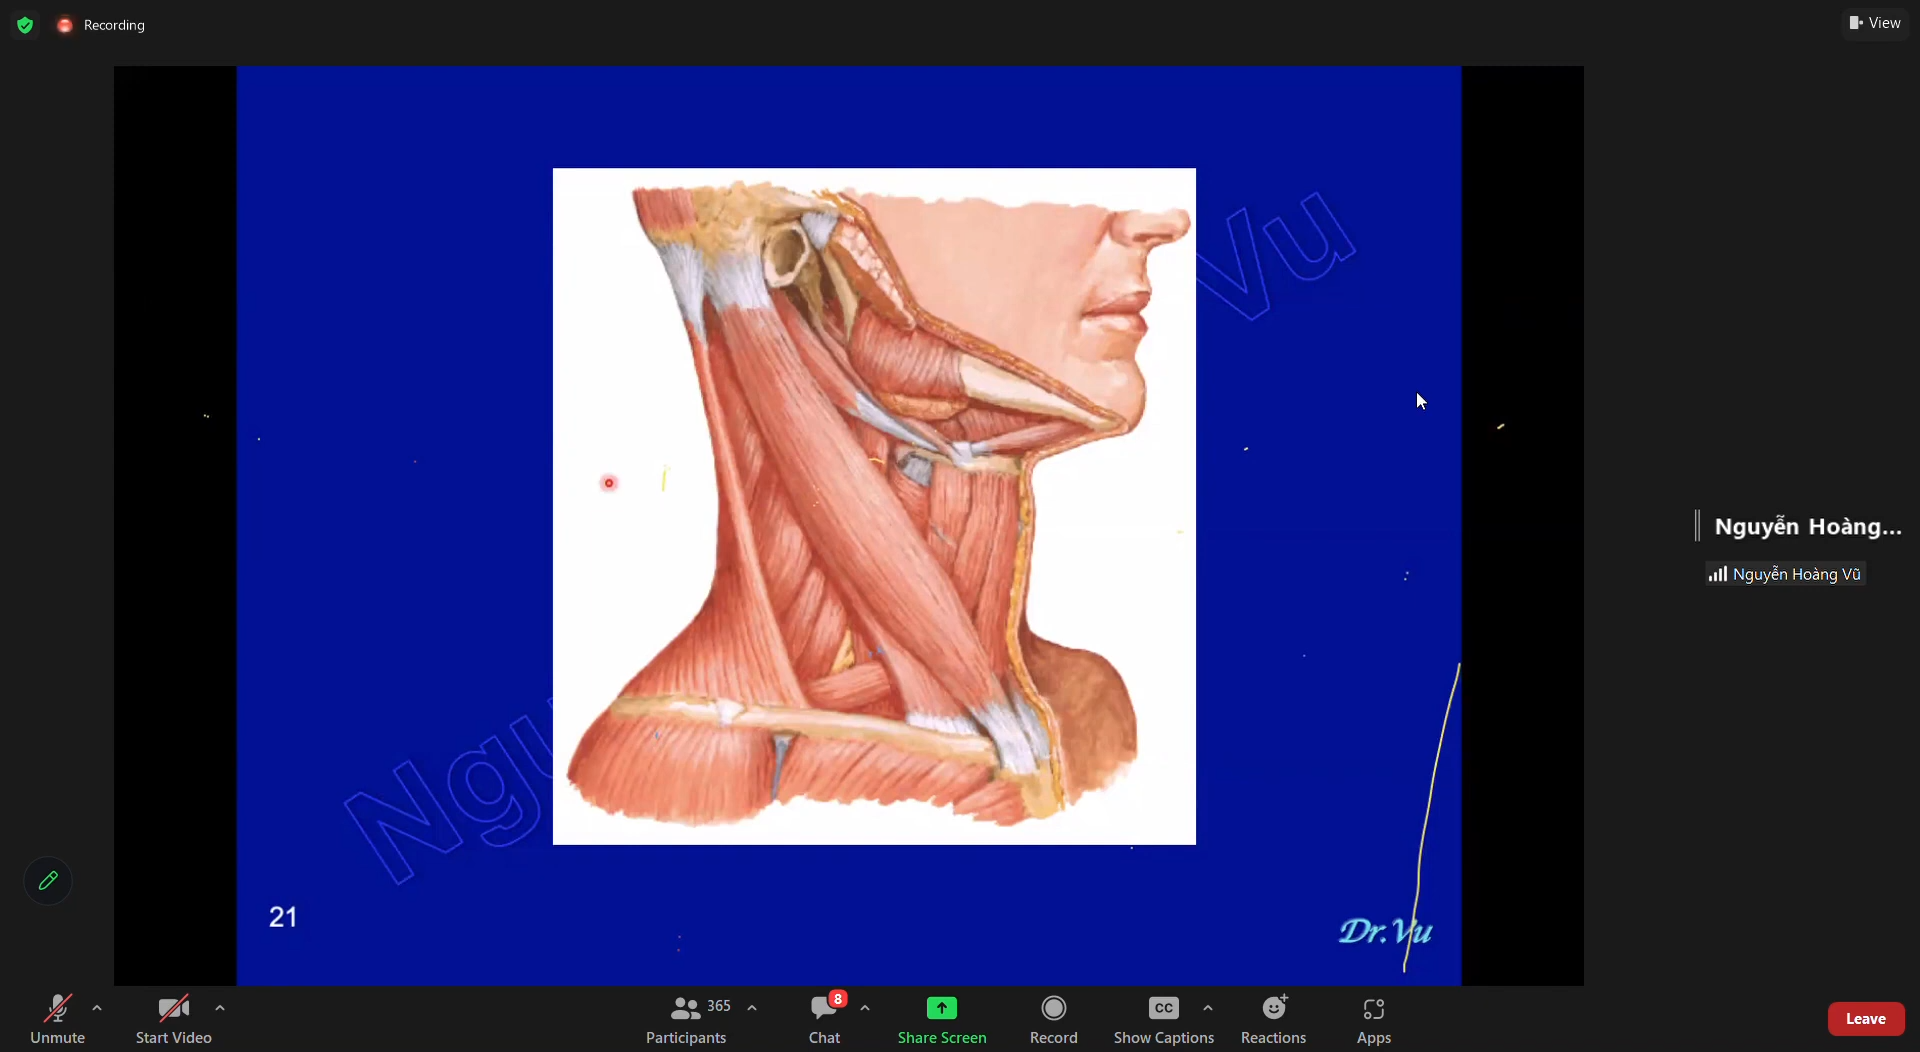 Recording
View
Vu
Ngu
Nguyễn Hoàng...
Nguyễn Hoàng Vũ
21
Dr.Vu
365
8
CC
Unmute
Start Video
Participants
Chat
Share Screen
Record
Show Captions
Reactions
Apps
Leave